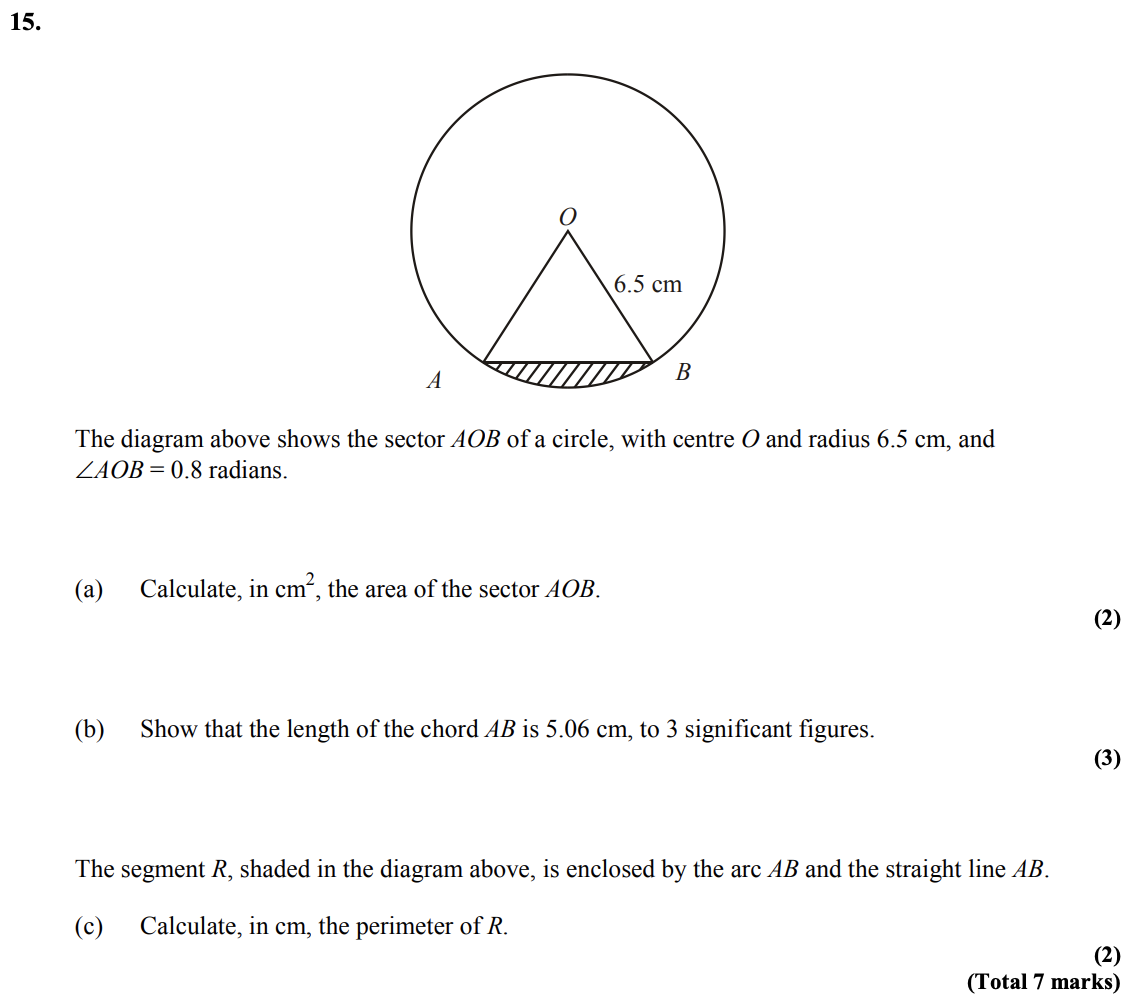 15.
O
6.5 cm
A
B
The diagram above shows the sector AOB of a circle, with centre O and radius 6.5 cm, and
∠AOB = 0.8 radians.
(a) Calculate, in cm², the area of the sector AOB.
(2)
(b) Show that the length of the chord AB is 5.06 cm, to 3 significant figures.
(3)
The segment R, shaded in the diagram above, is enclosed by the arc AB and the straight line AB.
(c) Calculate, in cm, the perimeter of R.
(2)
(Total 7 marks)